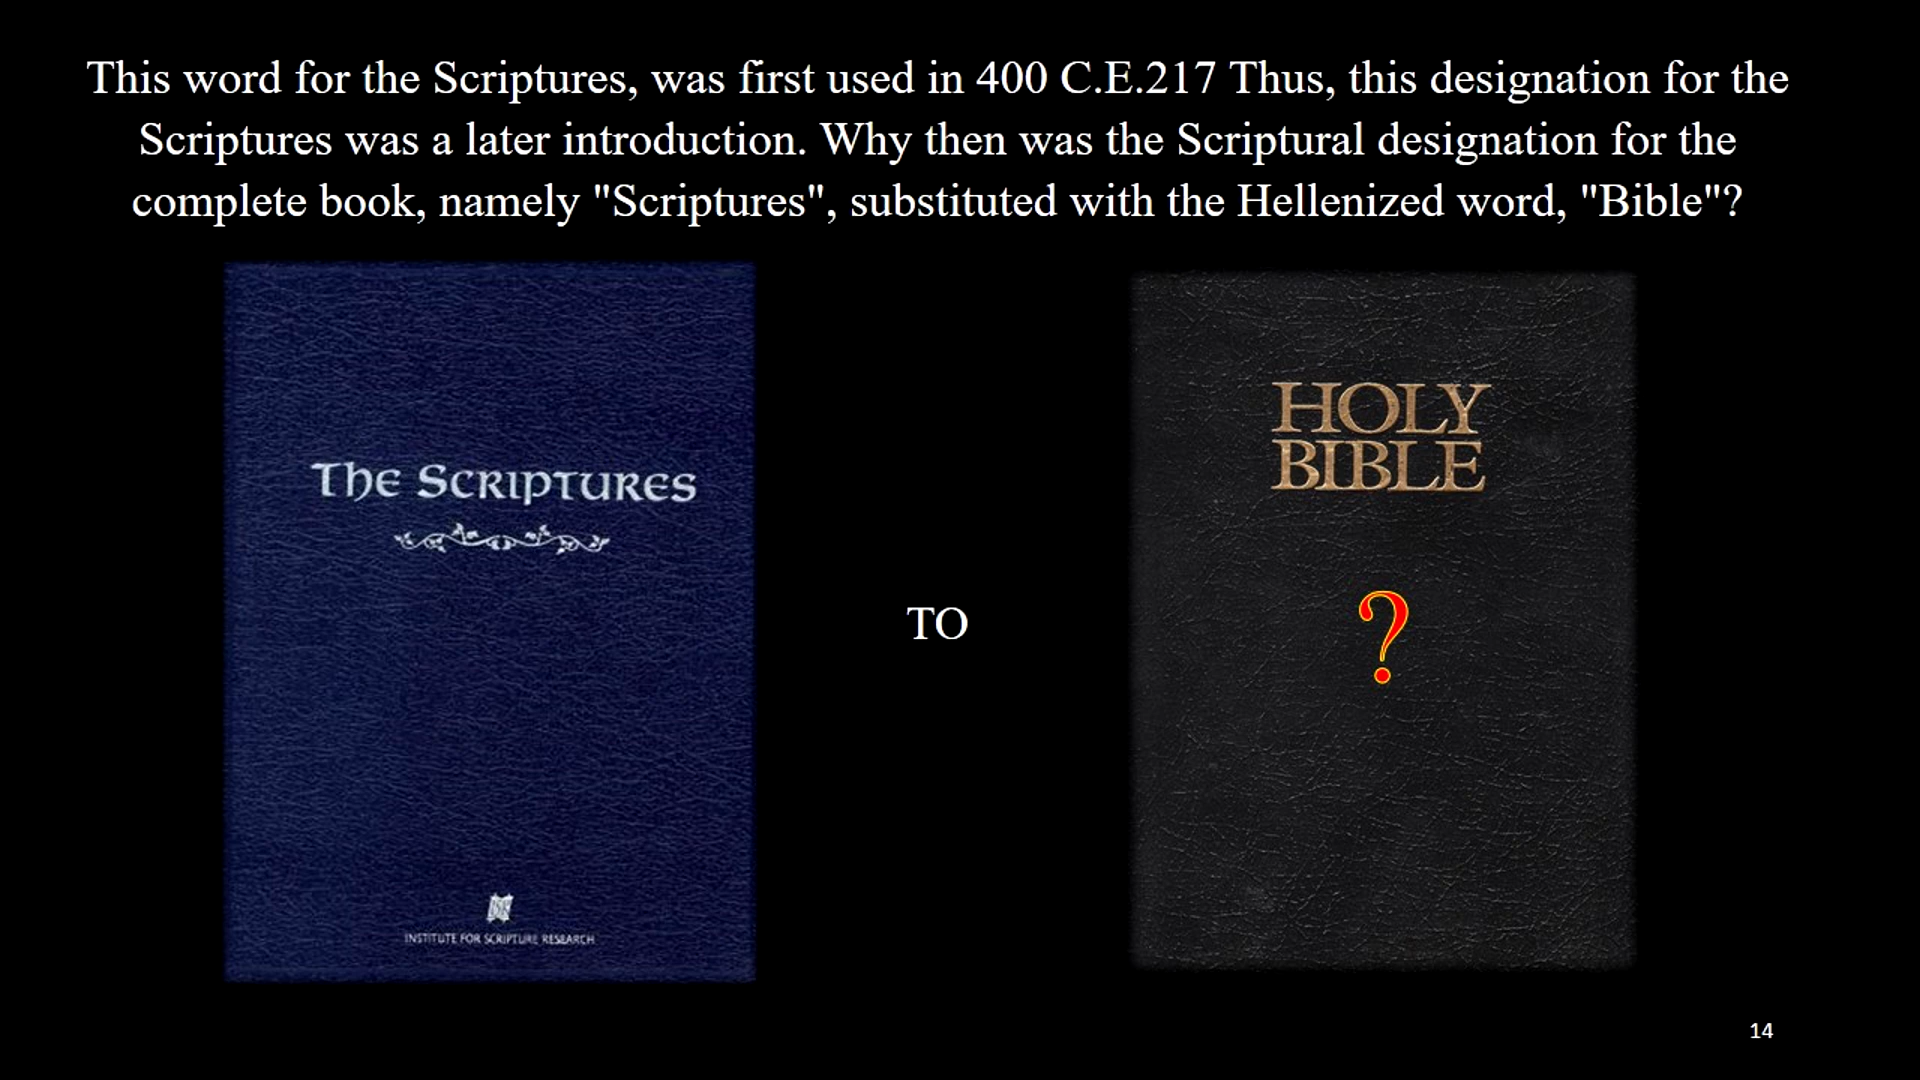 This word for the Scriptures, was first used in 400 C.E.217 Thus, this designation for the
Scriptures was a later introduction. Why then was the Scriptural designation for the
complete book, namely "Scriptures", substituted with the Hellenized word, "Bible"?
The Scriptures
INSTITUTE FOR SCRIPTURE RESEARCH
TO
HOLY
BIBLE
?
14